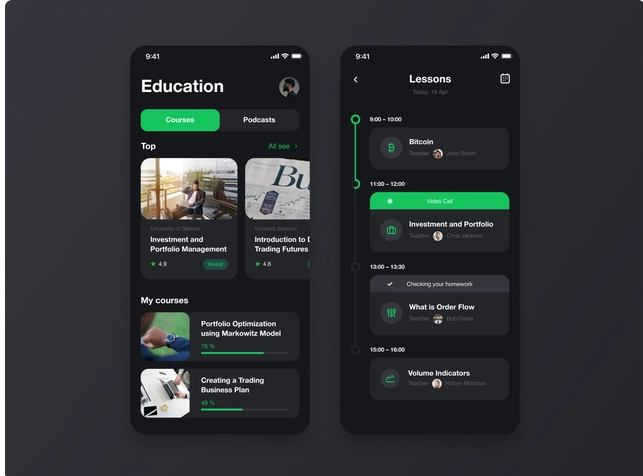 9:41
Education
Courses
Podcasts
Top
All see
University of Geneva
Investment and
Portfolio Management
4.9
Invest
Bu
Introduction to D
Trading Futures
4.6
My courses
Portfolio Optimization
using Markowitz Model
78 %
Creating a Trading
Business Plan
48 %
9:41
Lessons
Today, 18 Apr
9:00 – 10:00
Bitcoin
Teacher John Smith
11:00 – 12:00
Video Call
Investment and Portfolio
Teacher Chris Jackson
13:00 – 13:30
Checking your homework
What is Order Flow
Teacher Bob Dylan
15:00 – 16:00
Volume Indicators
Teacher Robyn Marsden